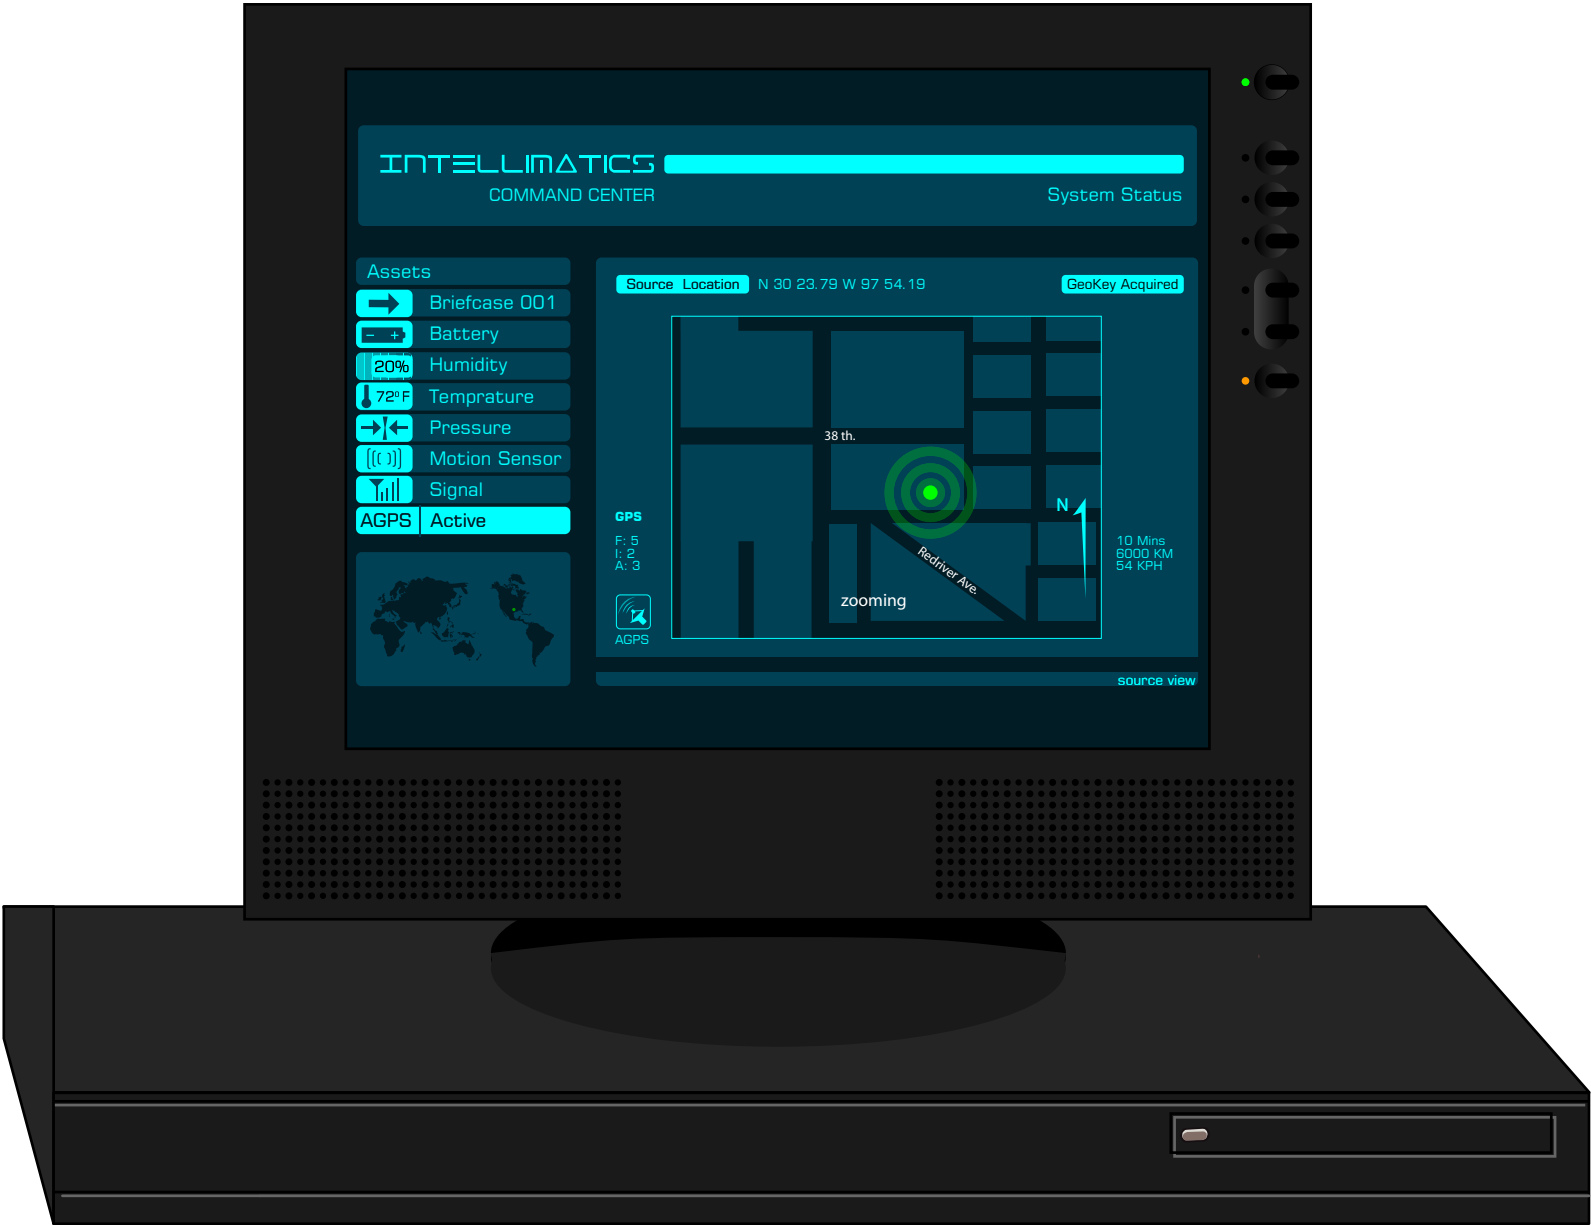 INTELLIMATICS
COMMAND CENTER
System Status
Assets
Briefcase 001
Battery
20% Humidity
72º F Temprature
Pressure
Motion Sensor
Signal
AGPS Active
Source Location N 30 23.79 W 97 54.19
GeoKey Acquired
38 th.
Redriver Ave.
zooming
N
GPS
F: 5
I: 2
A: 3
AGPS
10 Mins
6000 KM
54 KPH
source view